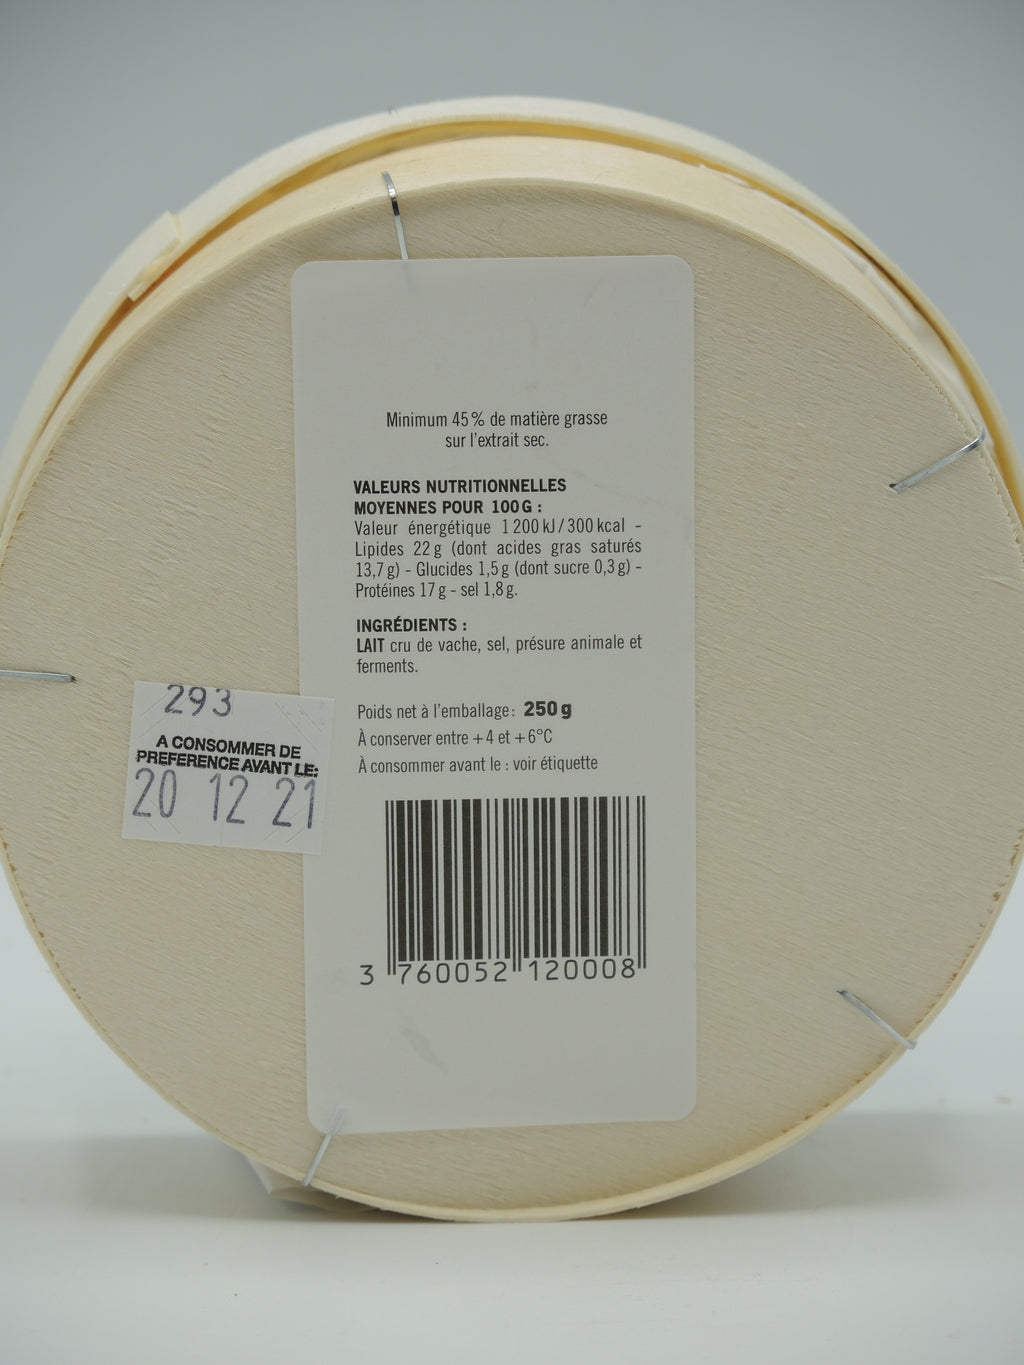 Minimum 45 % de matière grasse
sur l'extrait sec.
VALEURS NUTRITIONNELLES
MOYENNES POUR 100 G :
Valeur énergétique 1 200 kJ / 300 kcal -
Lipides 22 g (dont acides gras saturés
13,7 g) - Glucides 1,5 g (dont sucre 0,3 g) -
Protéines 17 g - sel 1,8 g.
INGRÉDIENTS :
LAIT cru de vache, sel, présure animale et
ferments.
Poids net à l'emballage : 250 g
À conserver entre +4 et +6°C
À consommer avant le : voir étiquette
3 760052 120008
293
A CONSOMMER DE
PREFERENCE AVANT LE:
20 12 21